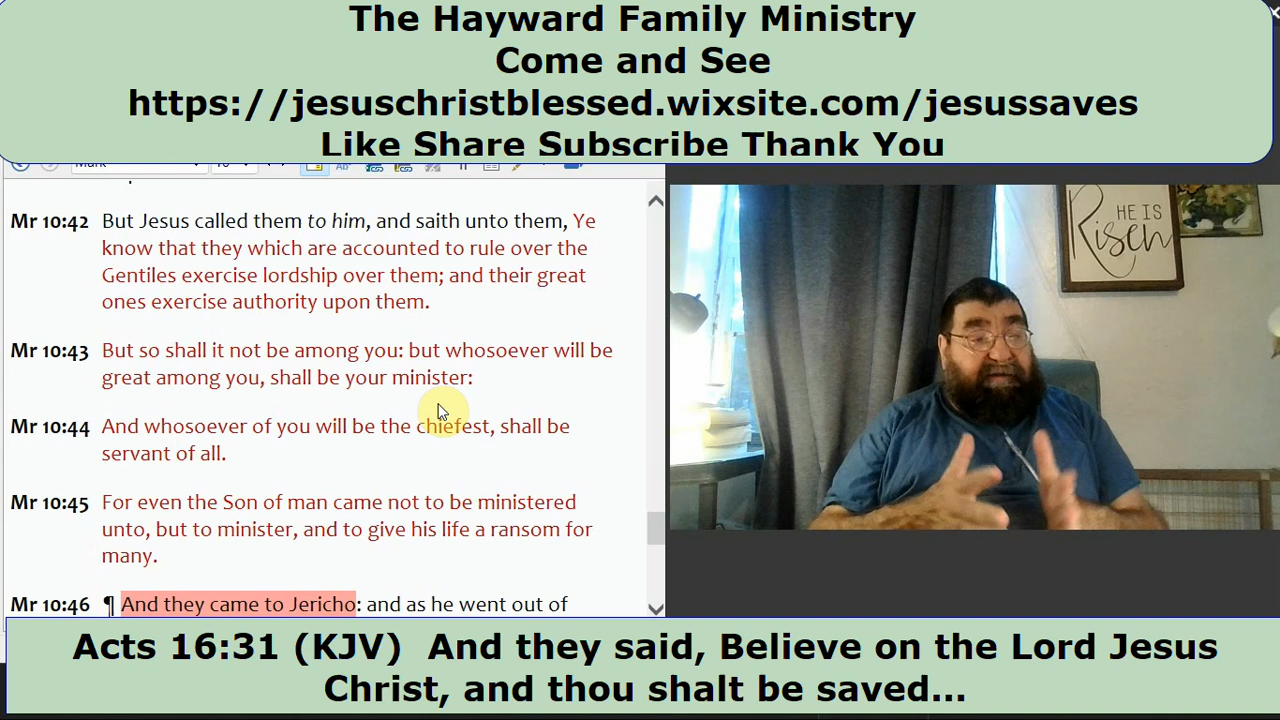 The Hayward Family Ministry
Come and See
https://jesuschristblessed.wixsite.com/jesussaves
Like Share Subscribe Thank You
Mr 10:42 But Jesus called them to him, and saith unto them, Ye
know that they which are accounted to rule over the
Gentiles exercise lordship over them; and their great
ones exercise authority upon them.
Mr 10:43 But so shall it not be among you: but whosoever will be
great among you, shall be your minister:
Mr 10:44 And whosoever of you will be the chiefest, shall be
servant of all.
Mr 10:45 For even the Son of man came not to be ministered
unto, but to minister, and to give his life a ransom for
many.
Mr 10:46 ¶ And they came to Jericho: and as he went out of
HE IS
Risen
Acts 16:31 (KJV) And they said, Believe on the Lord Jesus
Christ, and thou shalt be saved...